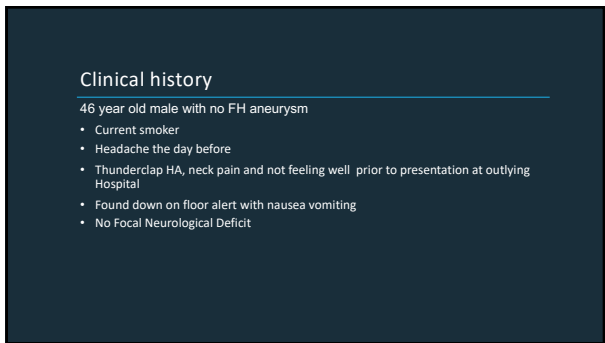 Clinical history
46 year old male with no FH aneurysm
• Current smoker
• Headache the day before
• Thunderclap HA, neck pain and not feeling well prior to presentation at outlying
Hospital
• Found down on floor alert with nausea vomiting
• No Focal Neurological Deficit